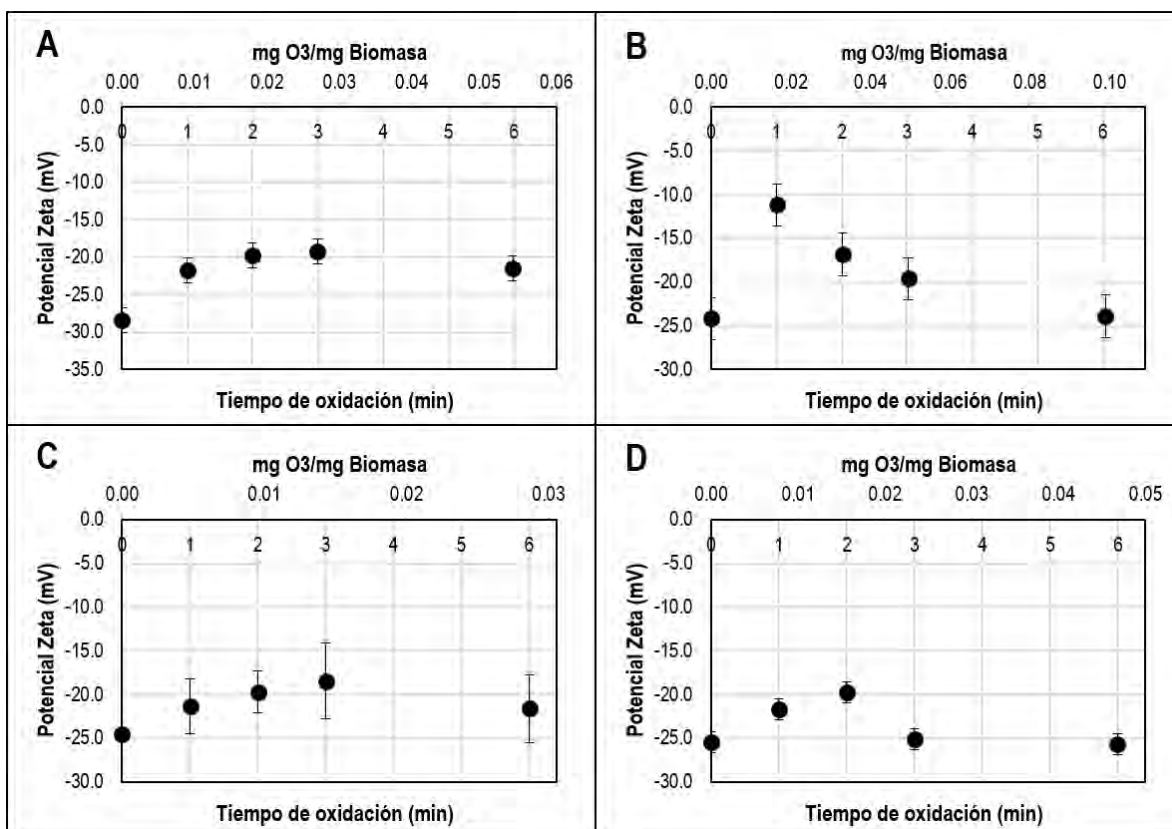 A
mg O3/mg Biomasa
0.00 0.01 0.02 0.03 0.04 0.05 0.06
0.0
0 1 2 3 4 5 6
-5.0
-10.0
-15.0
-20.0
-25.0
-30.0
-35.0
Potencial Zeta (mV)
Tiempo de oxidación (min)
B
mg O3/mg Biomasa
0.00 0.02 0.04 0.06 0.08 0.10
0.0
0 1 2 3 4 5 6
-5.0
-10.0
-15.0
-20.0
-25.0
-30.0
Potencial Zeta (mV)
Tiempo de oxidación (min)
C
mg O3/mg Biomasa
0.00 0.01 0.02 0.03
0.0
0 1 2 3 4 5 6
-5.0
-10.0
-15.0
-20.0
-25.0
-30.0
Potencial Zeta (mV)
Tiempo de oxidación (min)
D
mg O3/mg Biomasa
0.00 0.01 0.02 0.03 0.04 0.05
0.0
0 1 2 3 4 5 6
-5.0
-10.0
-15.0
-20.0
-25.0
-30.0
Potencial Zeta (mV)
Tiempo de oxidación (min)